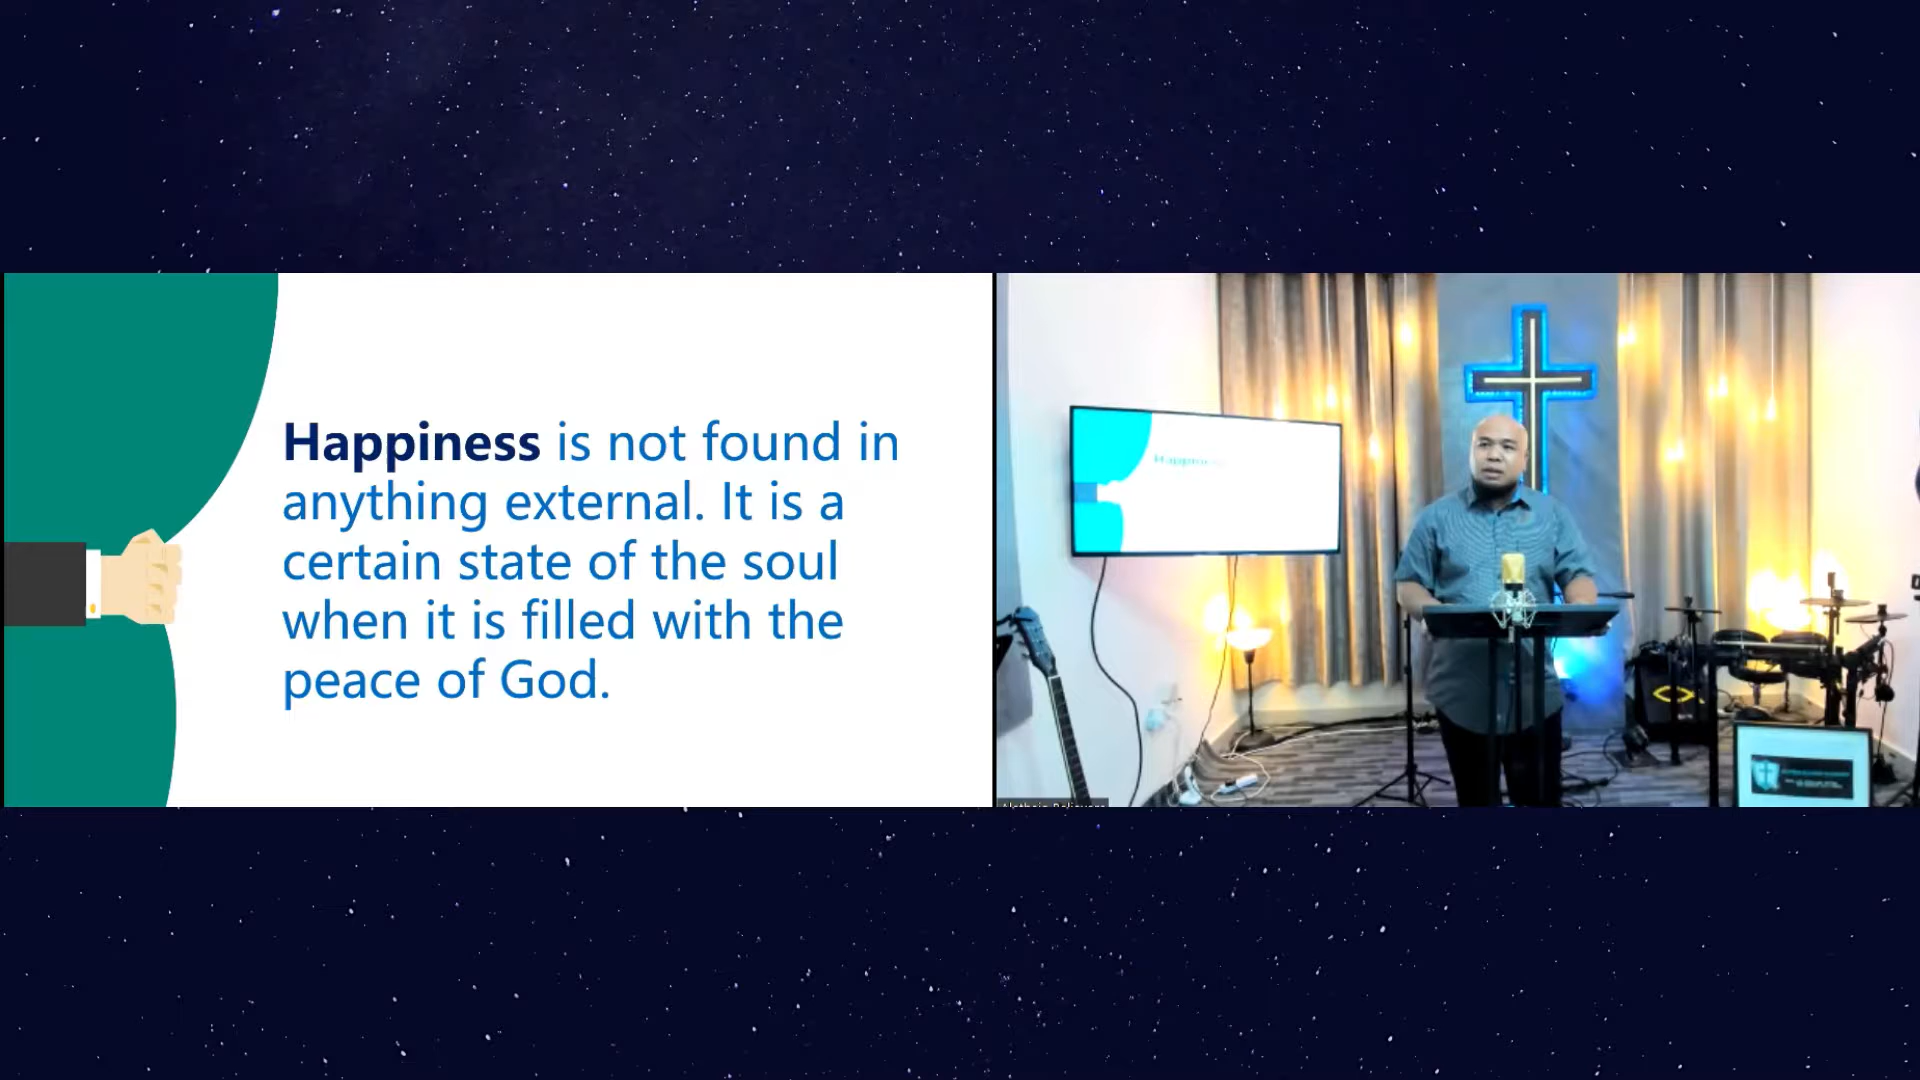 Happiness is not found in
anything external. It is a
certain state of the soul
when it is filled with the
peace of God.
Happiness